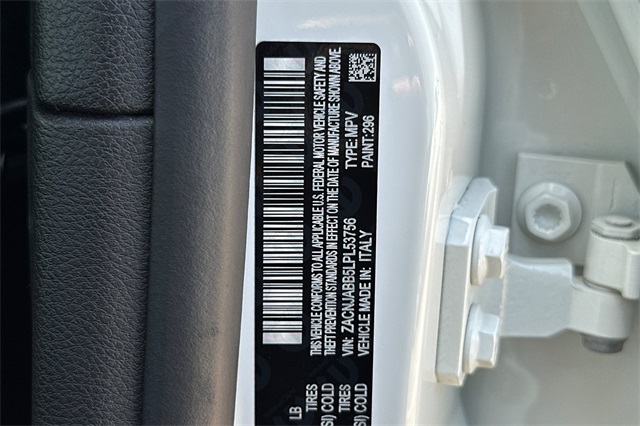 THIS VEHICLE CONFORMS TO ALL APPLICABLE U.S. FEDERAL MOTOR VEHICLE SAFETY AND
THEFT PREVENTION STANDARDS IN EFFECT ON THE DATE OF MANUFACTURE SHOWN ABOVE
VIN: ZACNJABB5LPL53756 TYPE: MPV
VEHICLE MADE IN: ITALY PAINT: 296
LB
TIRES
SI) COLD
TIRES
SI) COLD